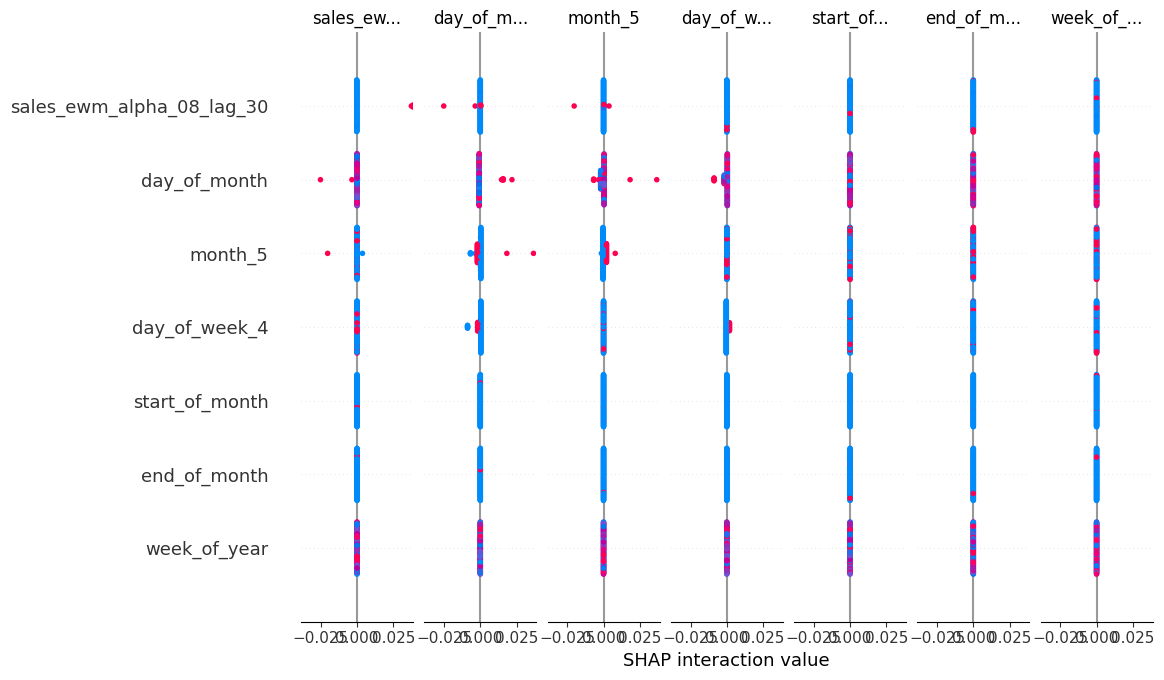 sales_ew... day_of_m... month_5 day_of_w... start_of... end_of_m... week_of_...
sales_ewm_alpha_08_lag_30
day_of_month
month_5
day_of_week_4
start_of_month
end_of_month
week_of_year
−0.025 0.000 0.025 −0.025 0.000 0.025 −0.025 0.000 0.025 −0.025 0.000 0.025 −0.025 0.000 0.025 −0.025 0.000 0.025 −0.025 0.000 0.025
SHAP interaction value